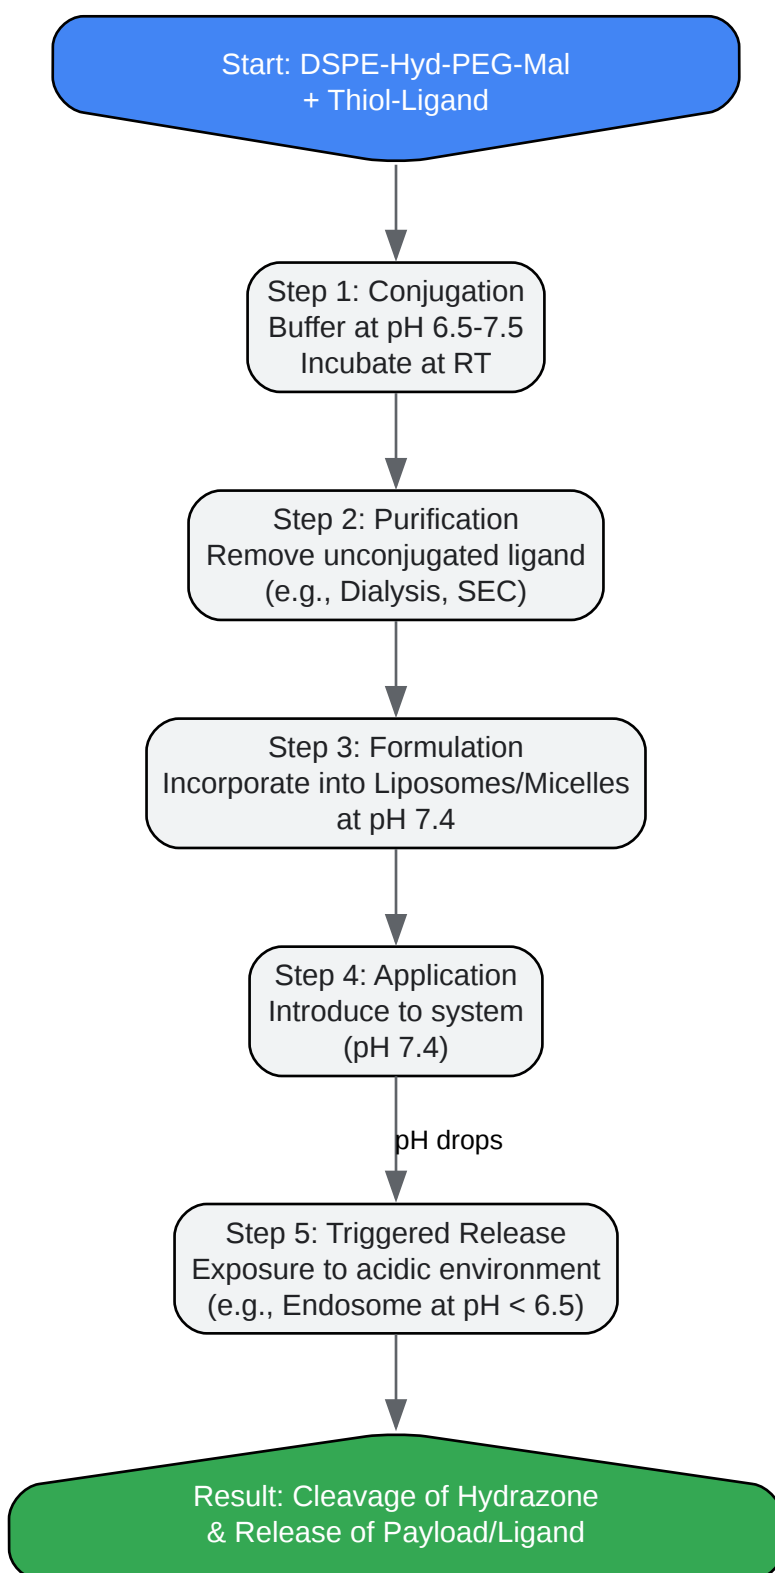 Start: DSPE-Hyd-PEG-Mal
+ Thiol-Ligand
Step 1: Conjugation
Buffer at pH 6.5-7.5
Incubate at RT
Step 2: Purification
Remove unconjugated ligand
(e.g., Dialysis, SEC)
Step 3: Formulation
Incorporate into Liposomes/Micelles
at pH 7.4
Step 4: Application
Introduce to system
(pH 7.4)
pH drops
Step 5: Triggered Release
Exposure to acidic environment
(e.g., Endosome at pH < 6.5)
Result: Cleavage of Hydrazone
& Release of Payload/Ligand